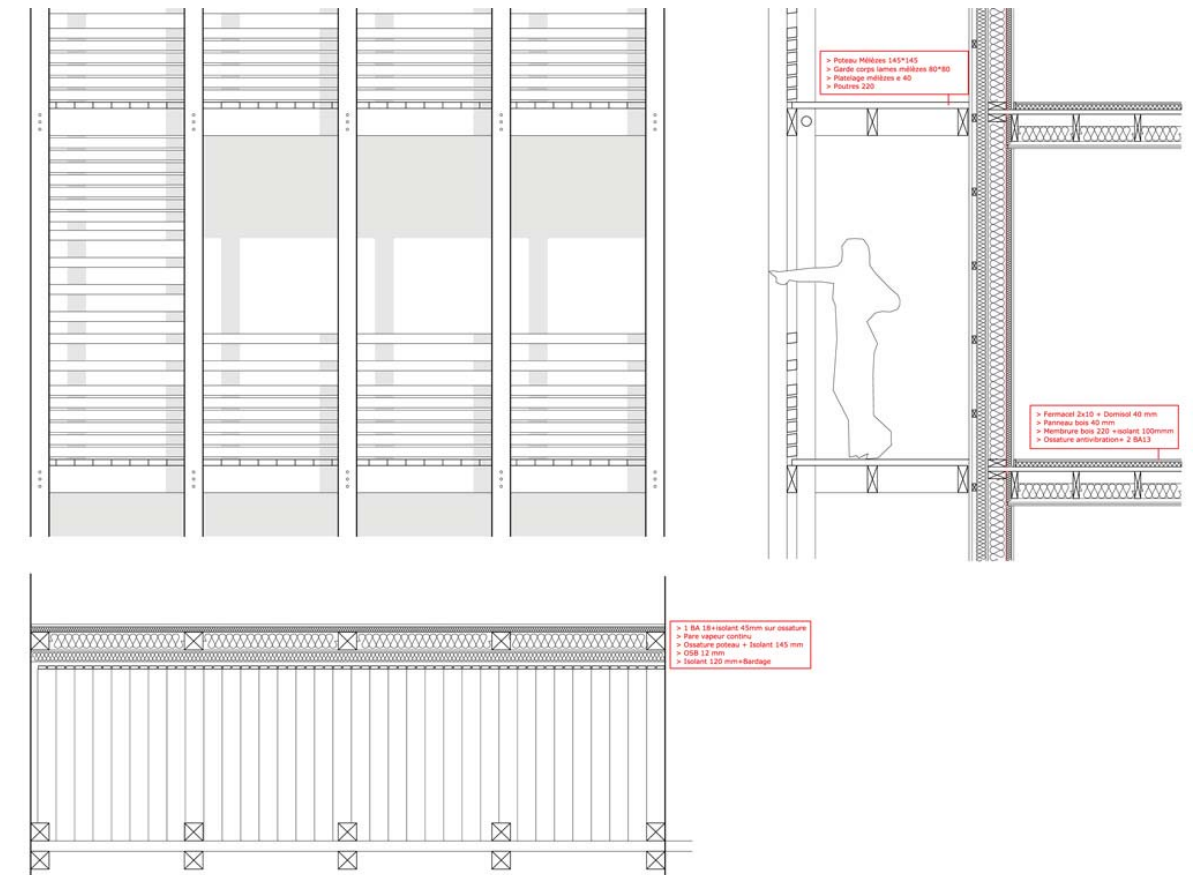 > Poteau Mélèzes 145*145
> Garde corps lames mélèzes 80*80
> Platelage mélèzes e 40
> Poutres 220
> Fermacel 2x10 + Domisol 40 mm
> Panneau bois 40 mm
> Membrure bois 220 +isolant 100mmm
> Ossature antivibration+ 2 BA13
> 1 BA 18+isolant 45mm sur ossature
> Pare vapeur continu
> Ossature poteau + Isolant 145 mm
> OSB 12 mm
> Isolant 120 mm+Bardage